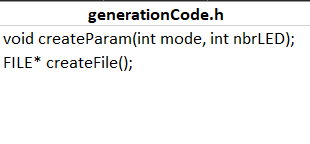 generationCode.h
void createParam(int mode, int nbrLED);
FILE* createFile();